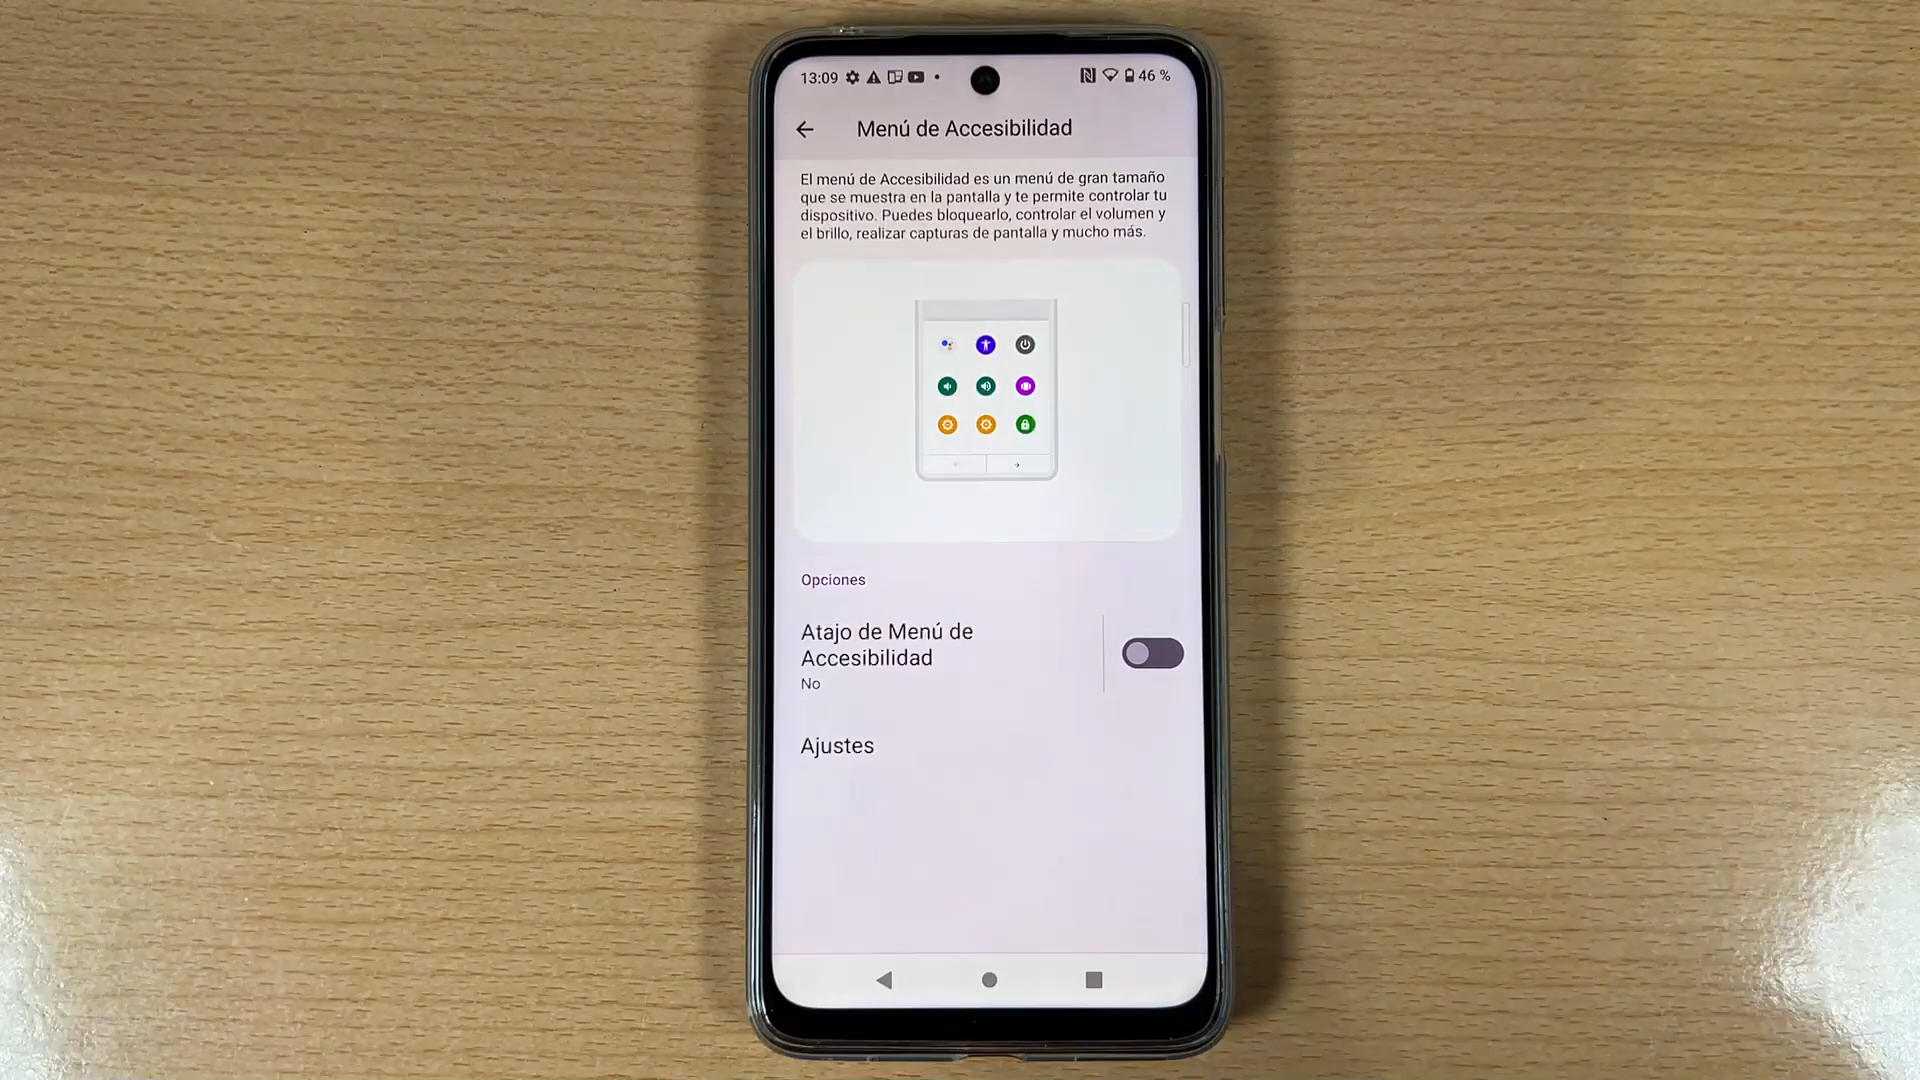 13:09 46 %
Menú de Accesibilidad
El menú de Accesibilidad es un menú de gran tamaño
que se muestra en la pantalla y te permite controlar tu
dispositivo. Puedes bloquearlo, controlar el volumen y
el brillo, realizar capturas de pantalla y mucho más.
Opciones
Atajo de Menú de
Accesibilidad
No
Ajustes